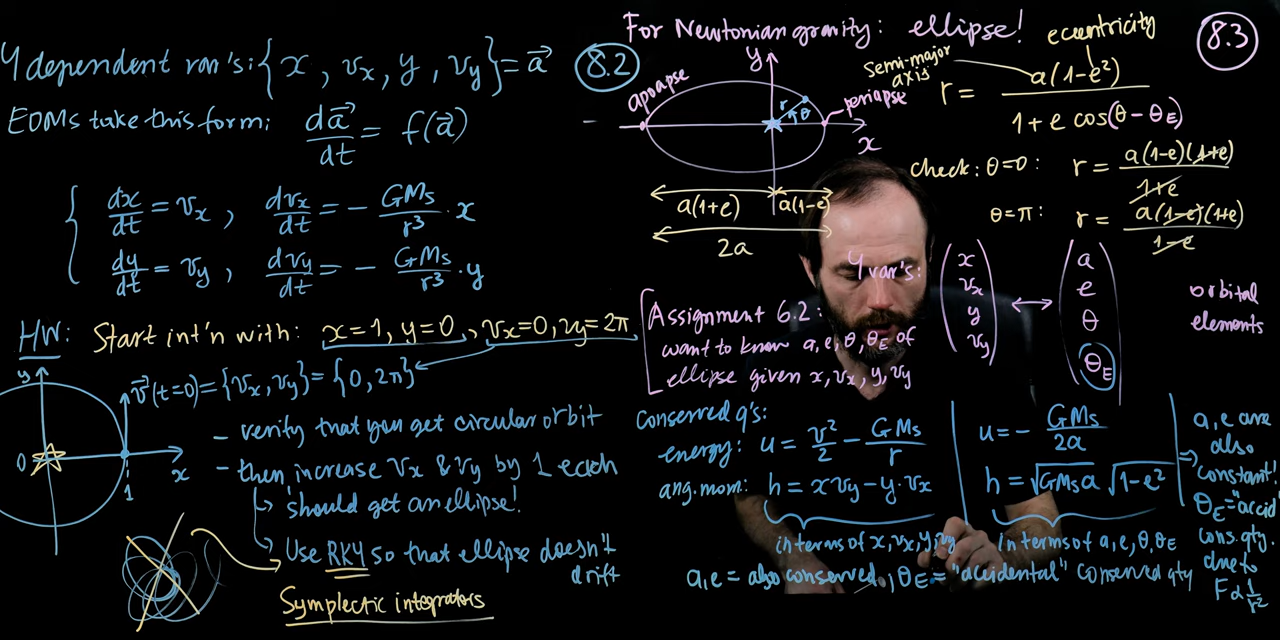 4 dependent var's: { x , vx , y , vy } = a⃗
8.2
EOMs take this form: da⃗/dt = f(a⃗)
dx/dt = vx , dvx/dt = - GMs/r³ · x
dy/dt = vy , dvy/dt = - GMs/r³ · y
HW: Start int'n with: x=1, y=0 , vx=0, vy=2π
y
v⃗(t=0) = {vx, vy} = {0, 2π}
0
x
1
- verify that you get circular orbit
- then increase vx & vy by 1 each
↳ should get an ellipse!
↳ Use RK4 so that ellipse doesn't
drift
Symplectic integrators
For Newtonian gravity: ellipse!
8.3
eccentricity
Semi-major
axis
r = a(1-e²) / 1+e cos(θ-θE)
y
apoapse
r
θ
periapse
x
a(1+e)
a(1-e)
2a
check: θ=0: r = a(1-e)(1+e) / 1+e
θ=π: r = a(1-e)(1+e) / 1-e
4 var's: ( x vx y vy ) ↔ ( a e θ θE )
orbital
elements
Assignment 6.2:
want to know a, e, θ, θE of
ellipse given x, vx, y, vy
Conserved q's:
energy: u = v²/2 - GMs/r
u = - GMs/2a
ang. mom: h = x vy - y · vx
h = √GMsa √1-e²
in terms of x, vx, y, vy
in terms of a, e, θ, θE
⇒ a, e are
also
constant!
θE = "accid"
cons. qty.
due to
F ∝ 1/r²
a, e = also conserved, θE = "accidental" conserved qty